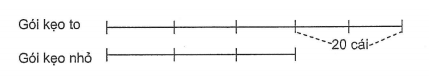 Gói kẹo to
20 cái
Gói kẹo nhỏ